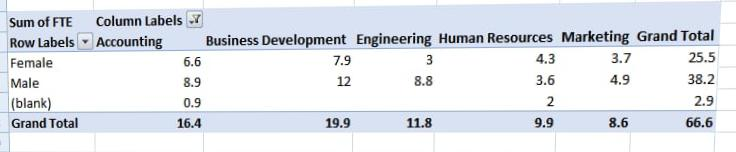 Sum of FTE Column Labels
Row Labels Accounting Business Development Engineering Human Resources Marketing Grand Total
Female 6.6 7.9 3 4.3 3.7 25.5
Male 8.9 12 8.8 3.6 4.9 38.2
(blank) 0.9 2 2.9
Grand Total 16.4 19.9 11.8 9.9 8.6 66.6